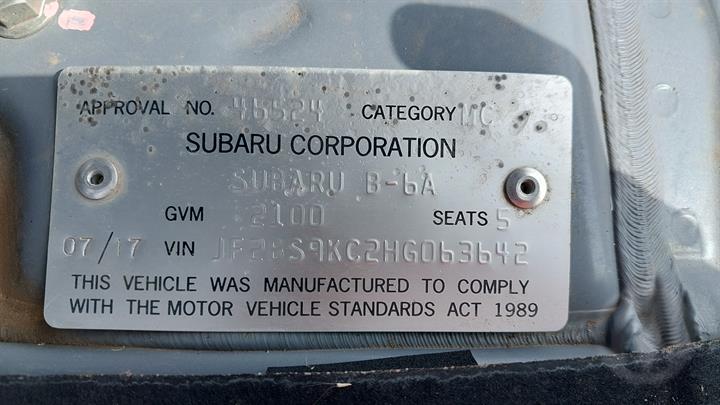 APPROVAL NO. 46524 CATEGORY MC
SUBARU CORPORATION
SUBARU B-6A
GVM 2100 SEATS 5
07/17 VIN JF2BS9KC2HG063642
THIS VEHICLE WAS MANUFACTURED TO COMPLY
WITH THE MOTOR VEHICLE STANDARDS ACT 1989